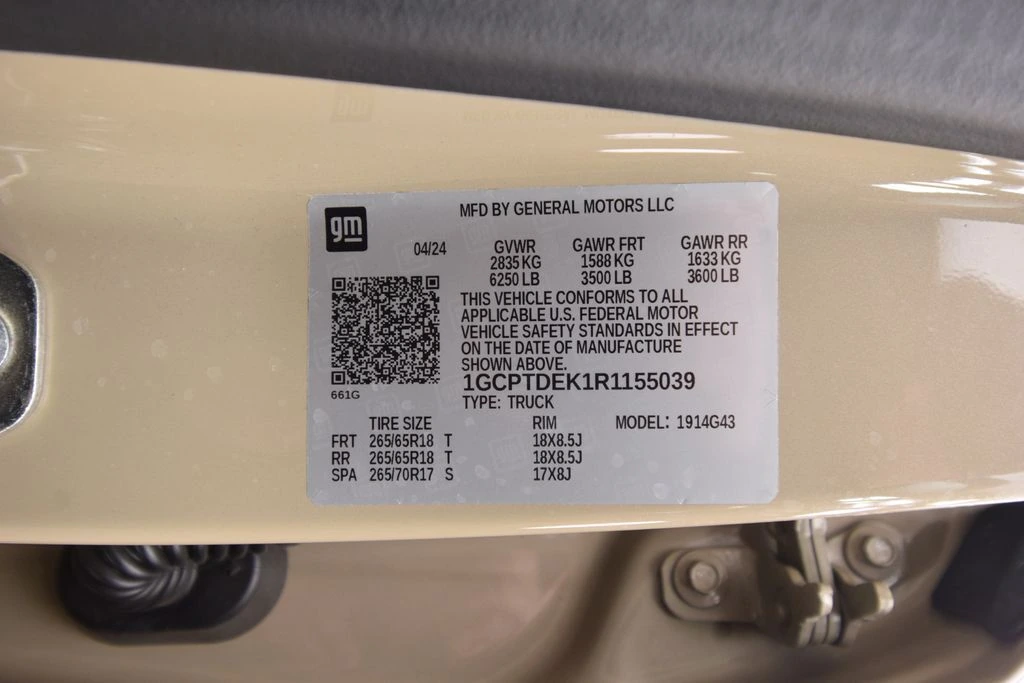 gm
MFD BY GENERAL MOTORS LLC
04/24 GVWR GAWR FRT GAWR RR
2835 KG 1588 KG 1633 KG
6250 LB 3500 LB 3600 LB
THIS VEHICLE CONFORMS TO ALL
APPLICABLE U.S. FEDERAL MOTOR
VEHICLE SAFETY STANDARDS IN EFFECT
ON THE DATE OF MANUFACTURE
SHOWN ABOVE.
1GCPTDEK1R1155039
661G
TYPE: TRUCK
TIRE SIZE RIM MODEL: 1914G43
FRT 265/65R18 T 18X8.5J
RR 265/65R18 T 18X8.5J
SPA 265/70R17 S 17X8J